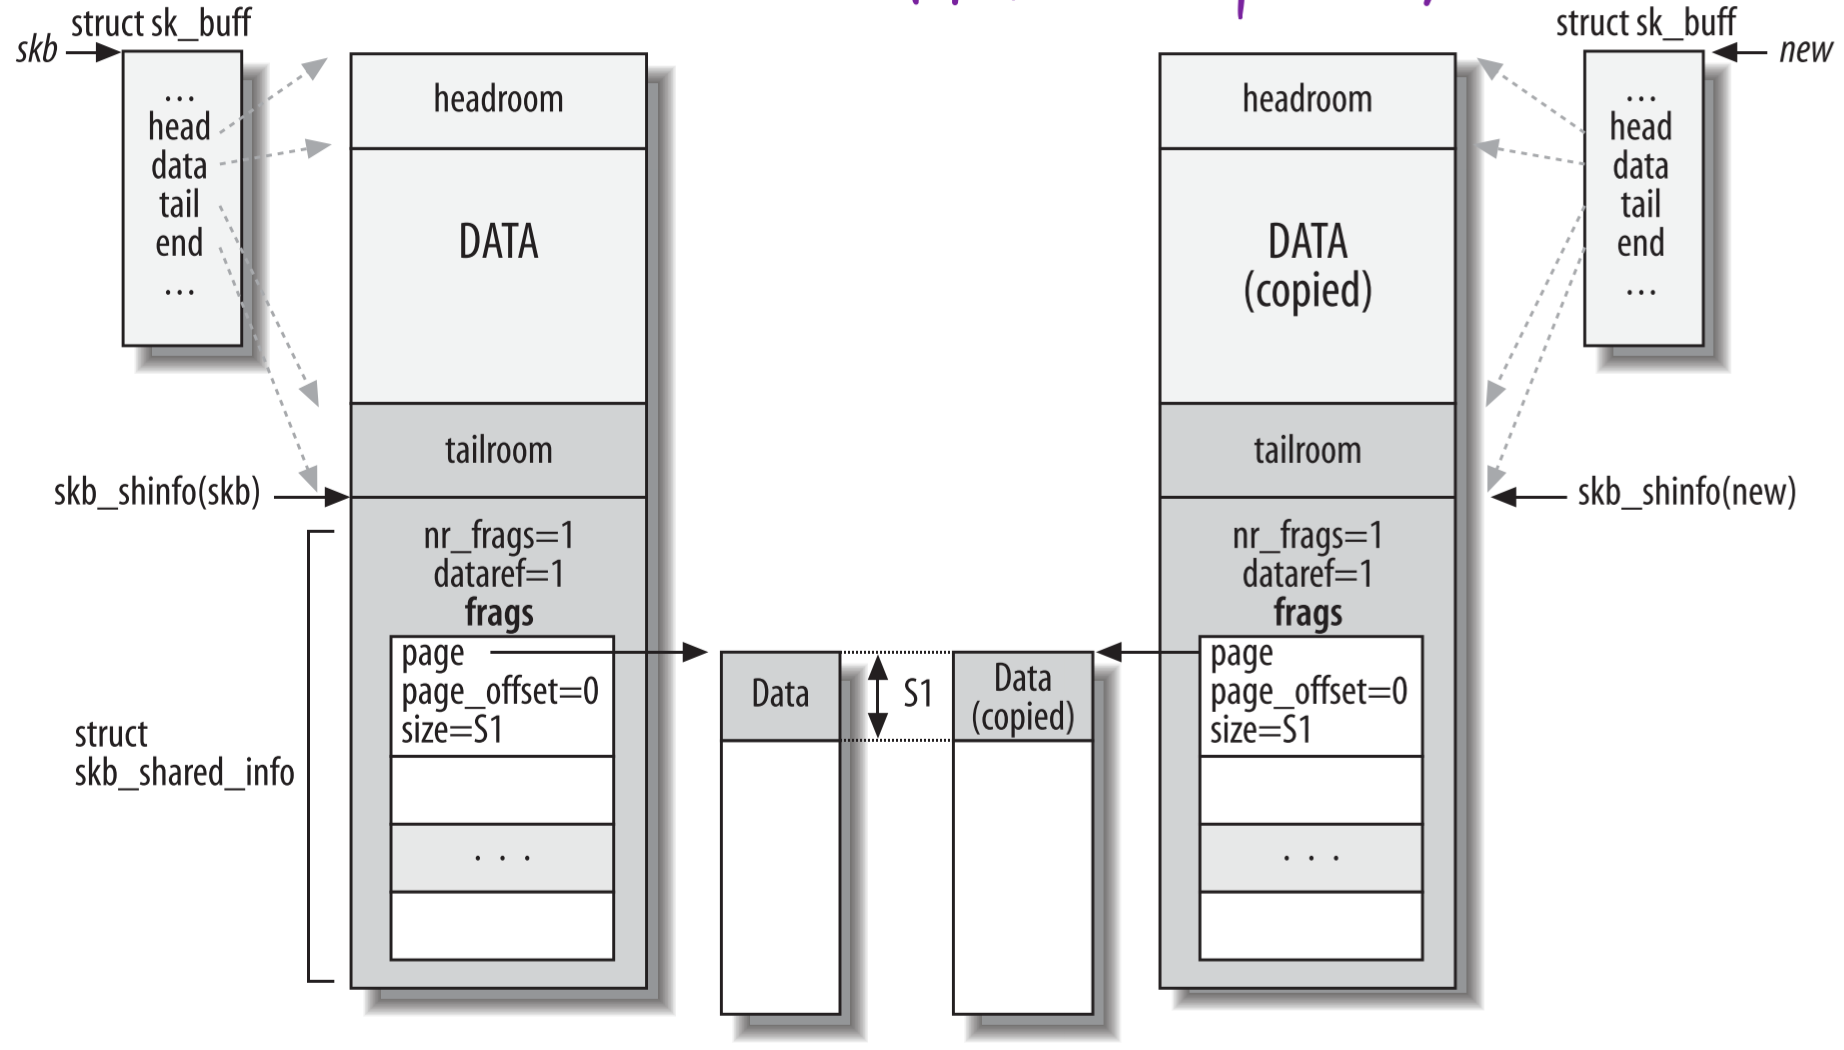 struct sk_buff
skb
...
head
data
tail
end
...
headroom
DATA
tailroom
skb_shinfo(skb)
nr_frags=1
dataref=1
frags
page
page_offset=0
size=S1
. . .
struct
skb_shared_info
Data
S1
Data
(copied)
struct sk_buff
new
...
head
data
tail
end
...
headroom
DATA
(copied)
tailroom
skb_shinfo(new)
nr_frags=1
dataref=1
frags
page
page_offset=0
size=S1
. . .